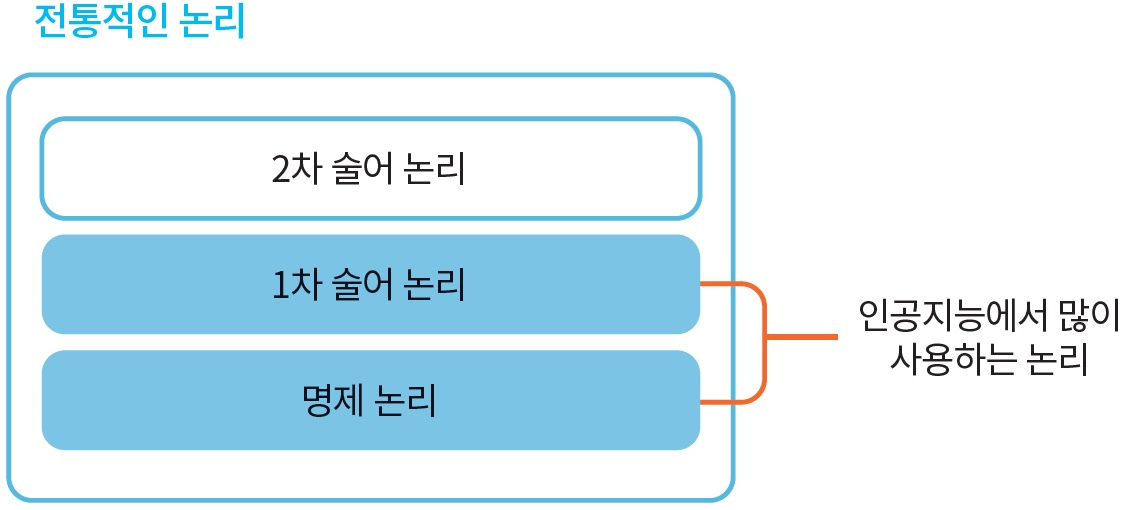 전통적인 논리
2차 술어 논리
1차 술어 논리
명제 논리
인공지능에서 많이
사용하는 논리